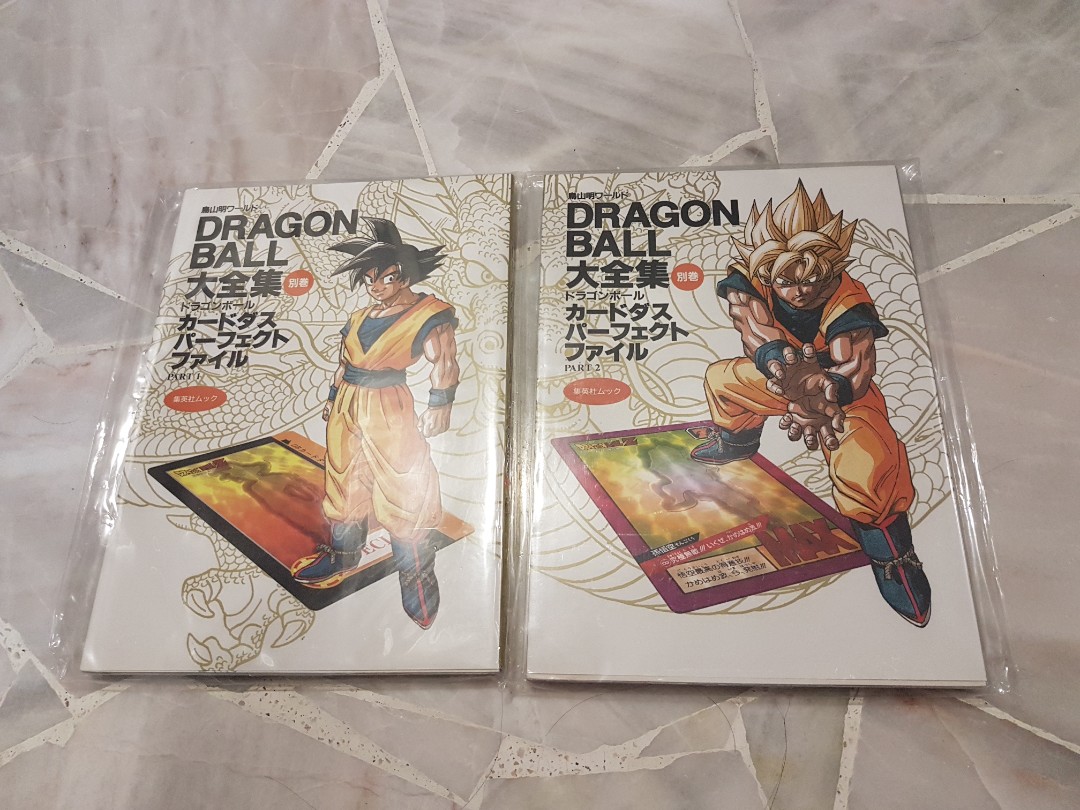 鳥山明ワールド
DRAGON
BALL
大全集
別巻
ドラゴンボール
カードダス
パーフェクト
ファイル
PART 1
集英社ムック
鳥山明ワールド
DRAGON
BALL
大全集
別巻
ドラゴンボール
カードダス
パーフェクト
ファイル
PART 2
集英社ムック
MAX